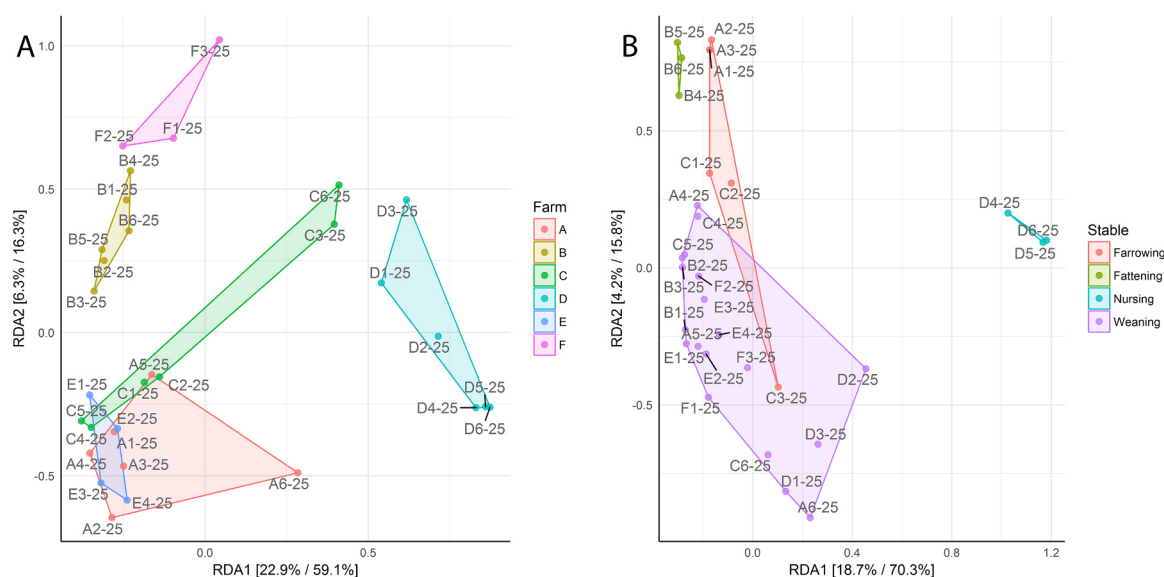 A
1.0
0.5
0.0
-0.5
RDA2 [6.3% / 16.3%]
F3-25
F2-25
F1-25
B4-25
B1-25
B6-25
B5-25
B2-25
B3-25
C6-25
C3-25
D3-25
D1-25
D2-25
D5-25
D4-25
D6-25
A5-25
C2-25
E1-25
C1-25
C5-25
E2-25
C4-25
A1-25
A4-25
A3-25
A6-25
E3-25
E4-25
A2-25
0.0
0.5
RDA1 [22.9% / 59.1%]
Farm
A
B
C
D
E
F
B
0.5
0.0
-0.5
RDA2 [4.2% / 15.8%]
B5-25
A2-25
A3-25
B6-25
A1-25
B4-25
C1-25
C2-25
A4-25
C4-25
D4-25
D6-25
D5-25
C5-25
B2-25
B3-25
F2-25
E3-25
B1-25
A5-25
E4-25
E1-25
F3-25
E2-25
D2-25
C3-25
F1-25
D3-25
C6-25
D1-25
A6-25
0.0
0.4
0.8
1.2
RDA1 [18.7% / 70.3%]
Stable
Farrowing
Fattening
Nursing
Weaning